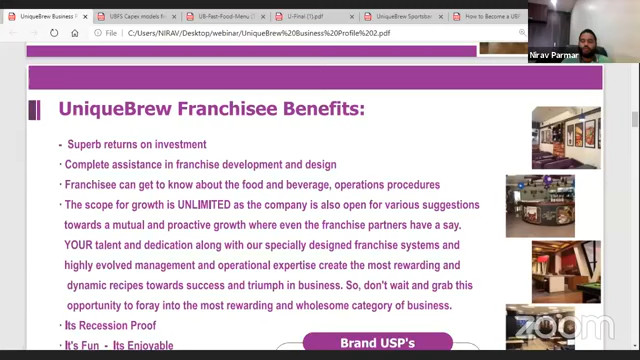 UniqueBrew Business P
UBFS Capex models fr
UB-Fast-Food-Menu (1
U-Final (1).pdf
UniqueBrew Sportsbar
How to Become a UBF
File
C:/Users/NIRAV/Desktop/webinar/UniqueBrew%20Business%20Profile%202.pdf
Nirav Parmar
UniqueBrew Franchisee Benefits:
- Superb returns on investment
· Complete assistance in franchise development and design
· Franchisee can get to know about the food and beverage, operations procedures
· The scope for growth is UNLIMITED as the company is also open for various suggestions
towards a mutual and proactive growth where even the franchise partners have a say.
YOUR talent and dedication along with our specially designed franchise systems and
highly evolved management and operational expertise create the most rewarding and
dynamic recipes towards success and triumph in business. So, don't wait and grab this
opportunity to foray into the most rewarding and wholesome category of business.
· Its Recession Proof
· It's Fun - Its Enjoyable
Brand USP's
zoom